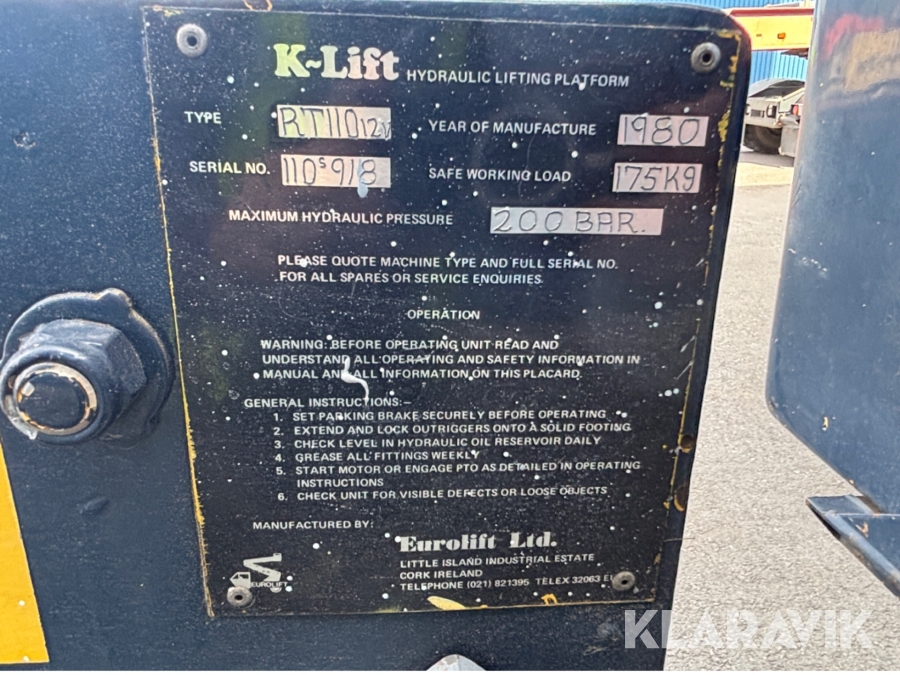 K-Lift HYDRAULIC LIFTING PLATFORM
TYPE RT110 12V YEAR OF MANUFACTURE 1980
SERIAL NO. 110S918 SAFE WORKING LOAD 175Kg
MAXIMUM HYDRAULIC PRESSURE 200 BAR.
PLEASE QUOTE MACHINE TYPE AND FULL SERIAL NO.
FOR ALL SPARES OR SERVICE ENQUIRIES
OPERATION
WARNING: BEFORE OPERATING UNIT READ AND
UNDERSTAND ALL OPERATING AND SAFETY INFORMATION IN
MANUAL AND ALL INFORMATION ON THIS PLACARD.
GENERAL INSTRUCTIONS:-
1. SET PARKING BRAKE SECURELY BEFORE OPERATING
2. EXTEND AND LOCK OUTRIGGERS ONTO A SOLID FOOTING
3. CHECK LEVEL IN HYDRAULIC OIL RESERVOIR DAILY
4. GREASE ALL FITTINGS WEEKLY
5. START MOTOR OR ENGAGE PTO AS DETAILED IN OPERATING
INSTRUCTIONS
6. CHECK UNIT FOR VISIBLE DEFECTS OR LOOSE OBJECTS
MANUFACTURED BY:
Eurolift Ltd.
LITTLE ISLAND INDUSTRIAL ESTATE
CORK IRELAND
TELEPHONE (021) 821395 TELEX 32063
EUROLIFT
KLARAVIK